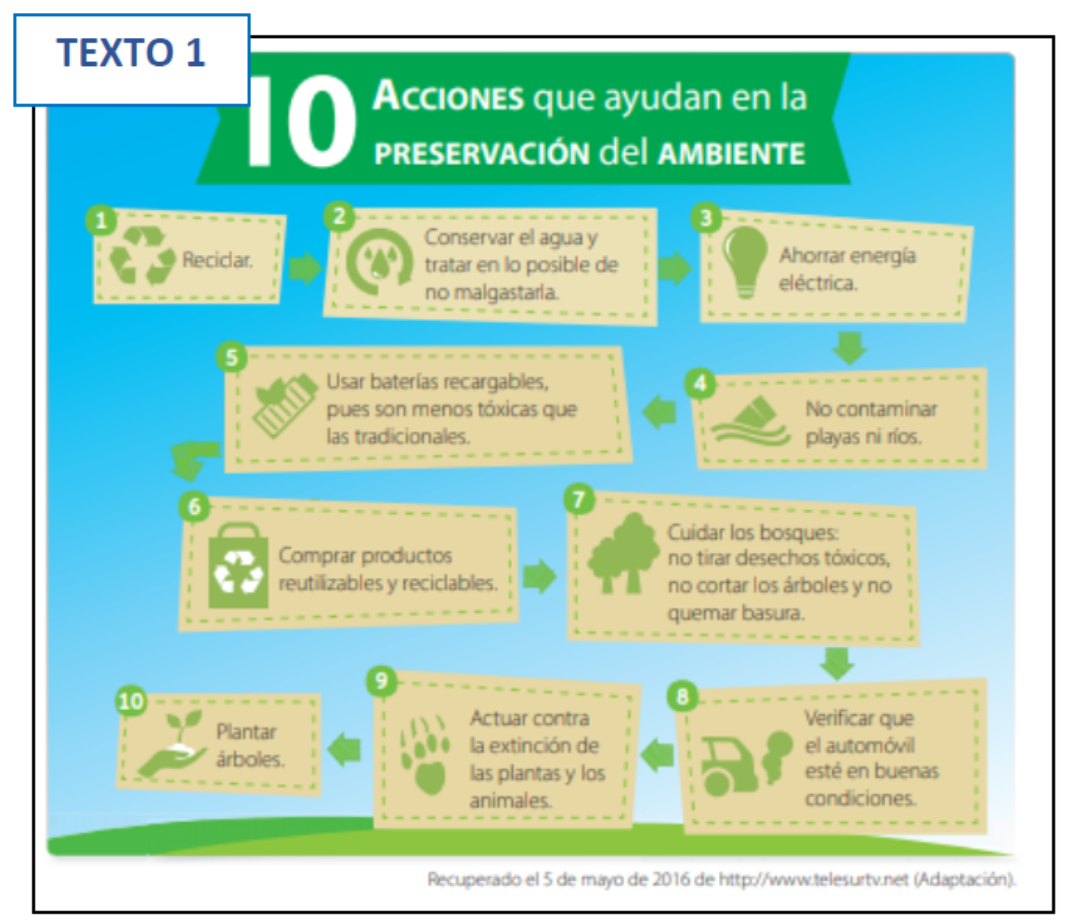 TEXTO 1
10 ACCIONES que ayudan en la
PRESERVACIÓN del AMBIENTE
1
Reciclar.
2
Conservar el agua y
tratar en lo posible de
no malgastarla.
3
Ahorrar energía
eléctrica.
4
No contaminar
playas ni ríos.
5
Usar baterías recargables,
pues son menos tóxicas que
las tradicionales.
6
Comprar productos
reutilizables y reciclables.
7
Cuidar los bosques:
no tirar desechos tóxicos,
no cortar los árboles y no
quemar basura.
8
Verificar que
el automóvil
esté en buenas
condiciones.
9
Actuar contra
la extinción de
las plantas y los
animales.
10
Plantar
árboles.
Recuperado el 5 de mayo de 2016 de http://www.telesurtv.net (Adaptación).